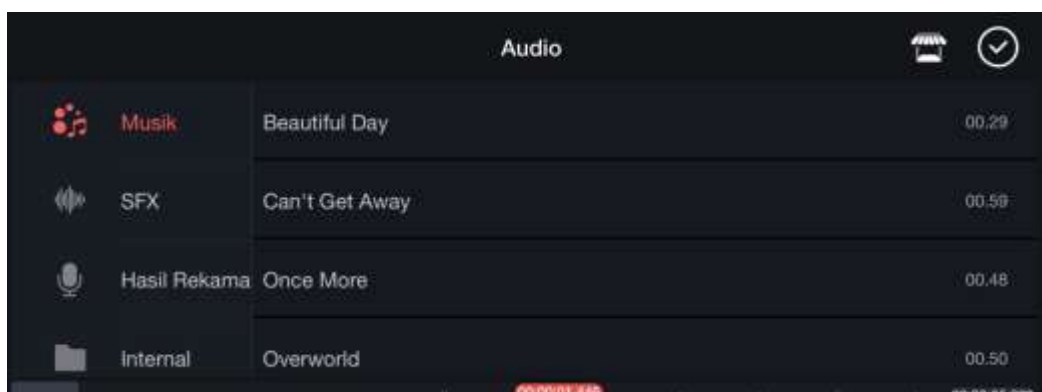 Audio
Musik Beautiful Day 00.29
SFX Can't Get Away 00.59
Hasil Rekama Once More 00.48
Internal Overworld 00.50